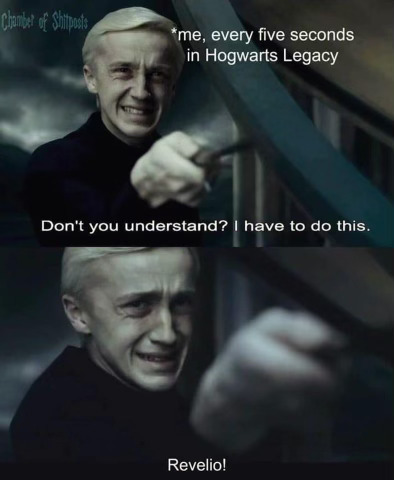 Chamber of Shitposts
*me, every five seconds
in Hogwarts Legacy
Don't you understand? I have to do this.
Revelio!